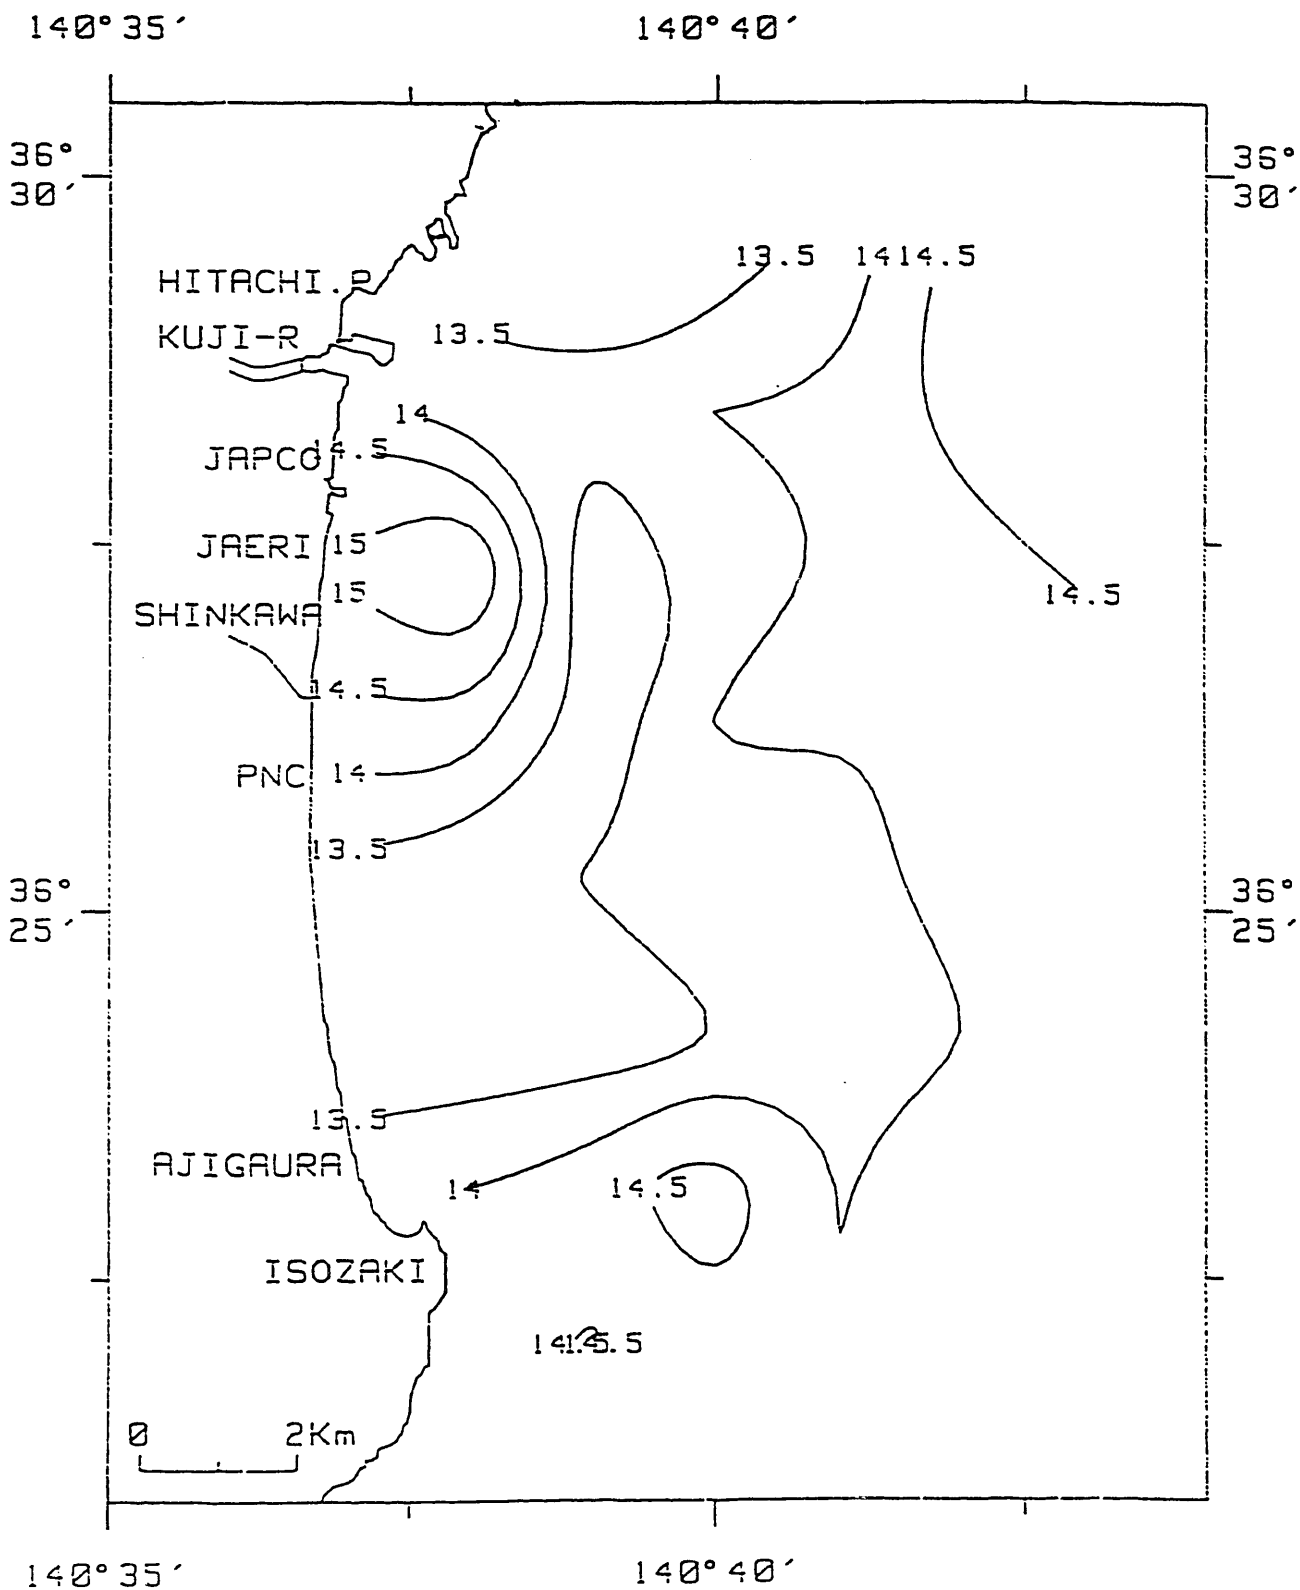 140°35′ 140°40′
36° 36°
30′ 30′
13.5 14 14.5
HITACHI.P
KUJI-R 13.5
14
JAPCO 14.5
JAERI 15
15 14.5
SHINKAWA
14.5
PNC 14
13.5
36° 36°
25′ 25′
13.5
AJIGAURA
14 14.5
ISOZAKI
0 2Km
140°35′ 140°40′